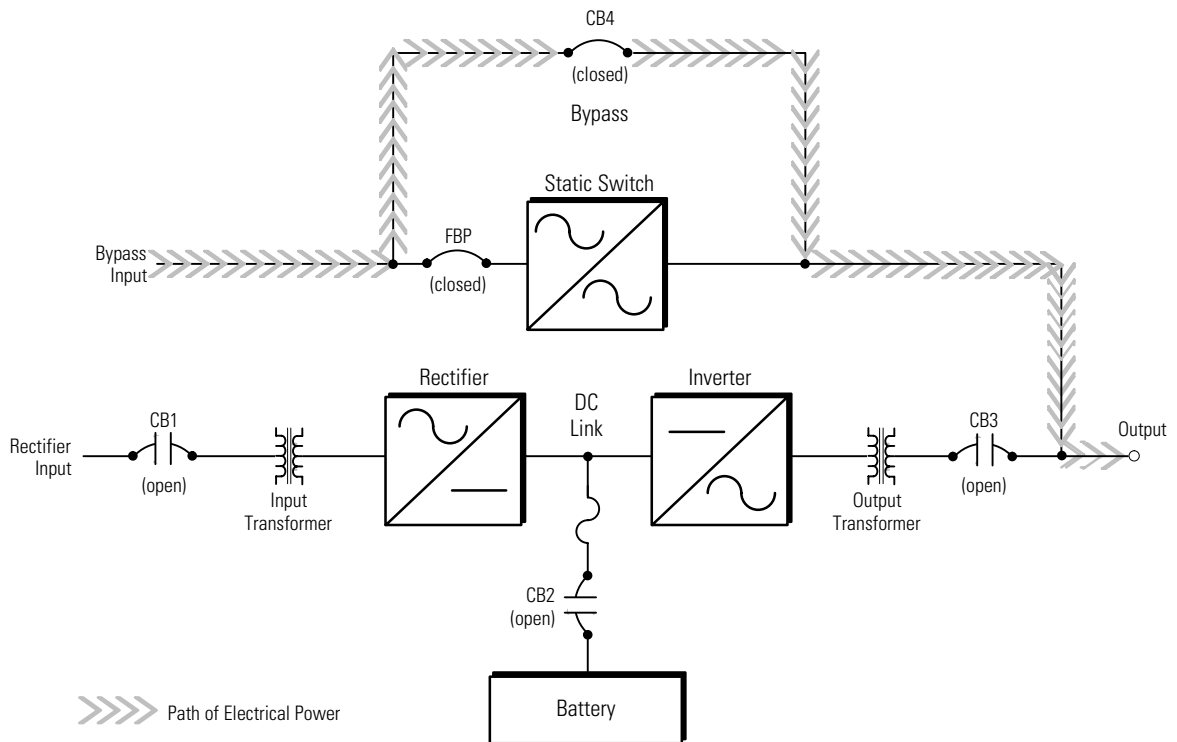 CB4
(closed)
Bypass
Static Switch
Bypass
Input
FBP
(closed)
Rectifier
Inverter
DC
Link
CB1
(open)
Rectifier
Input
Input
Transformer
Output
Transformer
CB3
(open)
Output
CB2
(open)
Battery
Path of Electrical Power